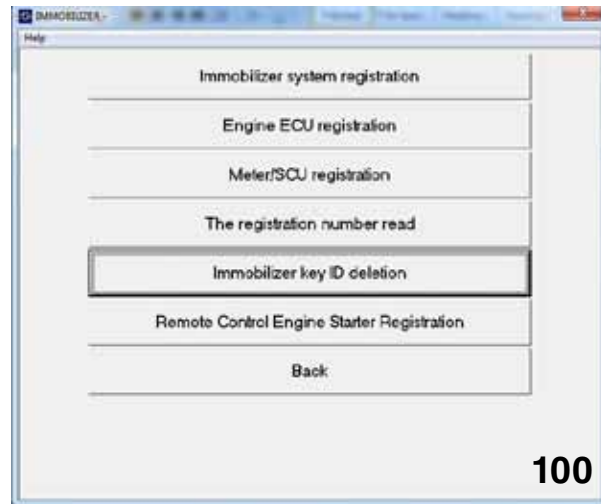 IMMOBILIZER -
Help
Immobilizer system registration
Engine ECU registration
Meter/SCU registration
The registration number read
Immobilizer key ID deletion
Remote Control Engine Starter Registration
Back
100